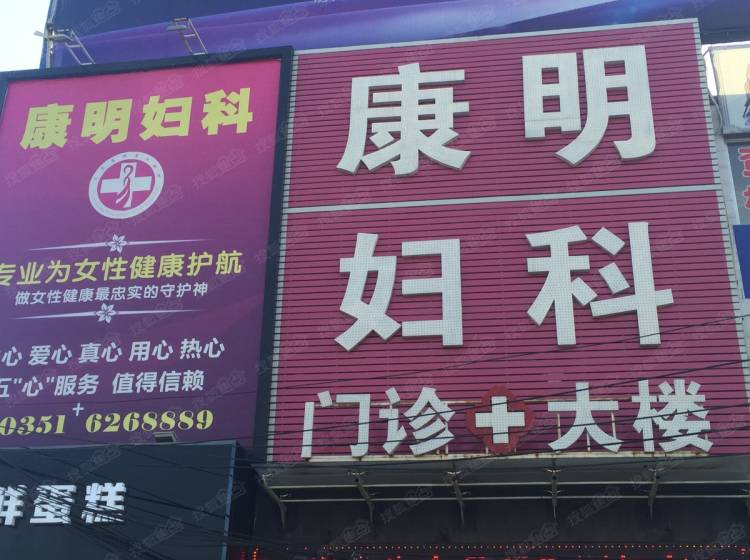 康明妇科
专业为女性健康护航
做女性健康最忠实的守护神
心 爱心 真心 用心 热心
五"心"服务 值得信赖
0351 6268889
康明
妇科
门诊 大楼
鲜蛋糕